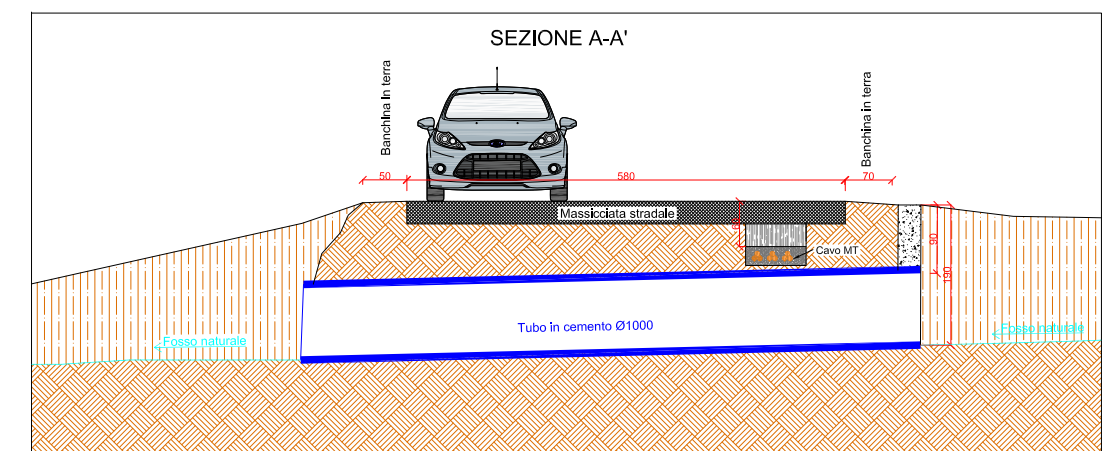 SEZIONE A-A'
Banchina in terra
Banchina in terra
50
580
70
Massicciata stradale
60
Cavo MT
90
190
Tubo in cemento Ø1000
Fosso naturale
Fosso naturale